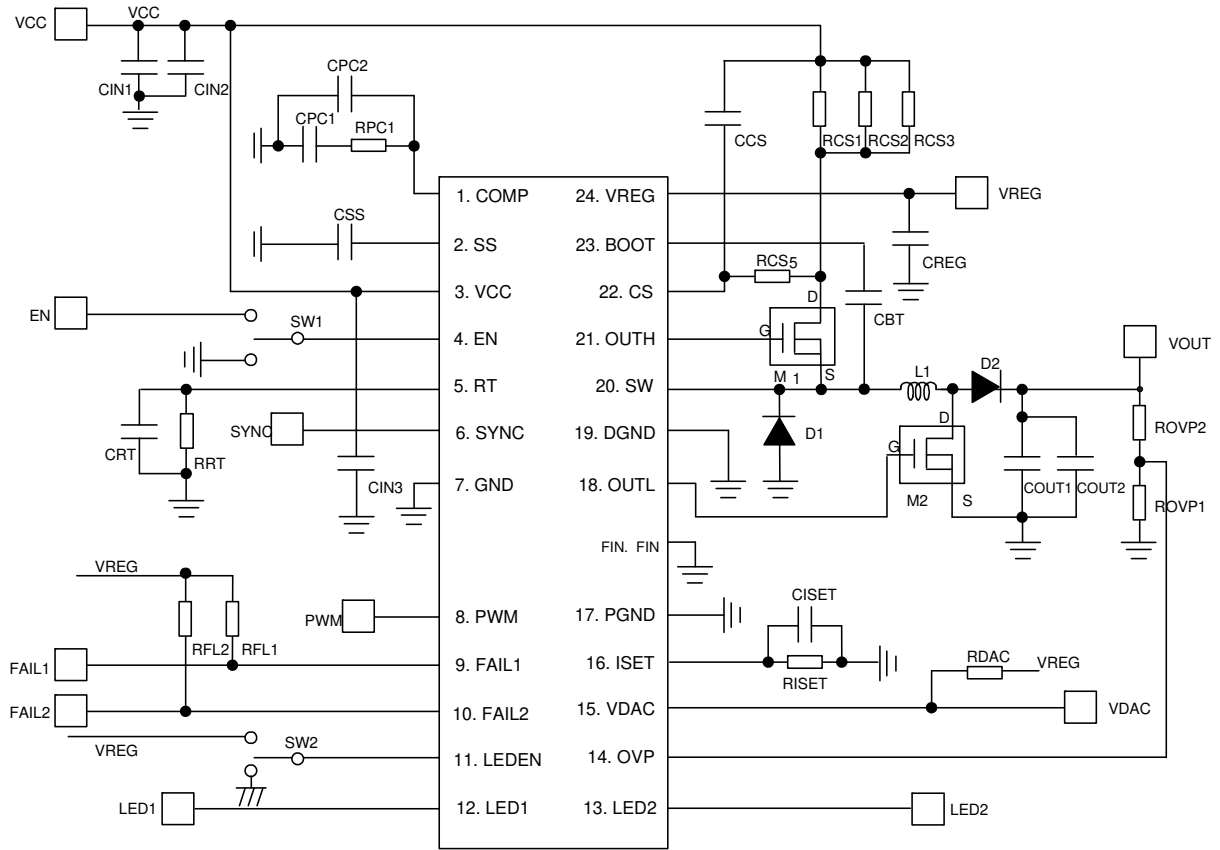 VCC
VCC
CIN1
CIN2
CPC2
CPC1
RPC1
CCS
RCS1
RCS2
RCS3
1. COMP
24. VREG
VREG
CSS
2. SS
23. BOOT
CREG
RCS5
3. VCC
22. CS
D
CBT
EN
SW1
4. EN
21. OUTH
G
VOUT
M 1
S
L1
D2
5. RT
20. SW
CRT
RRT
SYNC
6. SYNC
19. DGND
D1
D
G
ROVP2
CIN3
7. GND
18. OUTL
M2
S
COUT1
COUT2
ROVP1
FIN. FIN
VREG
PWM
8. PWM
17. PGND
CISET
RFL2
RFL1
FAIL1
9. FAIL1
16. ISET
RISET
RDAC
VREG
FAIL2
10. FAIL2
15. VDAC
VDAC
VREG
SW2
11. LEDEN
14. OVP
LED1
12. LED1
13. LED2
LED2